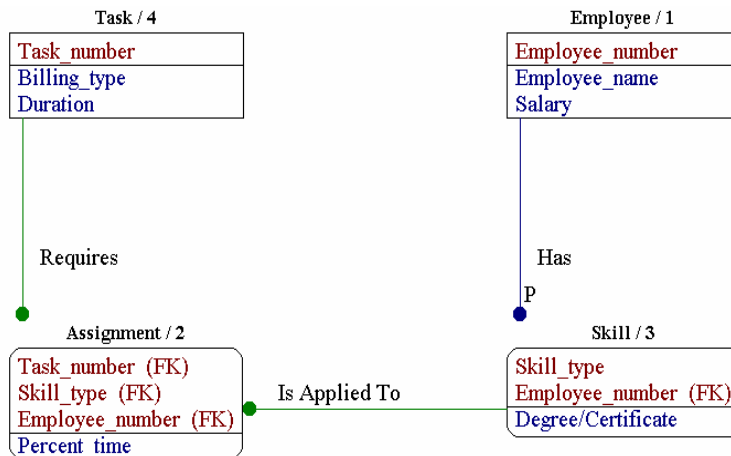 Task / 4
Task_number
Billing_type
Duration
Employee / 1
Employee_number
Employee_name
Salary
Requires
Has
P
Assignment / 2
Task_number (FK)
Skill_type (FK)
Employee_number (FK)
Percent_time
Is Applied To
Skill / 3
Skill_type
Employee_number (FK)
Degree/Certificate